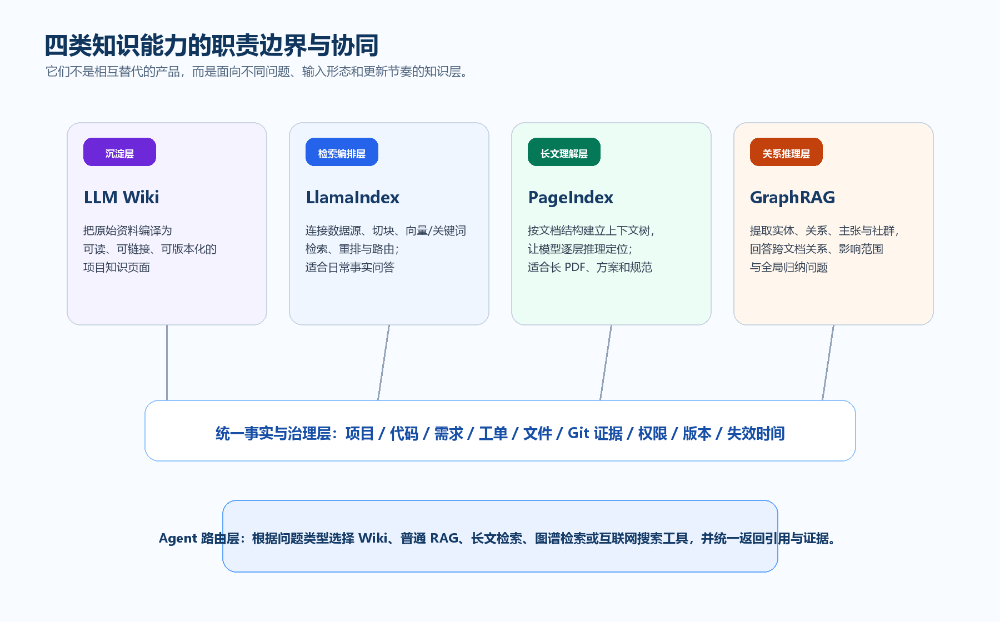 四类知识能力的职责边界与协同
它们不是相互替代的产品，而是面向不同问题、输入形态和更新节奏的知识层。
沉淀层
LLM Wiki
把原始资料编译为
可读、可链接、可版本化的
项目知识页面
检索编排层
LlamaIndex
连接数据源、切块、向量/关键词
检索、重排与路由；
适合日常事实问答
长文理解层
PageIndex
按文档结构建立上下文树，
让模型逐层推理定位；
适合长 PDF、方案和规范
关系推理层
GraphRAG
提取实体、关系、主张与社群，
回答跨文档关系、影响范围
与全局归纳问题
统一事实与治理层：项目 / 代码 / 需求 / 工单 / 文件 / Git 证据 / 权限 / 版本 / 失效时间
Agent 路由层：根据问题类型选择 Wiki、普通 RAG、长文检索、图谱检索或互联网搜索工具，并统一返回引用与证据。